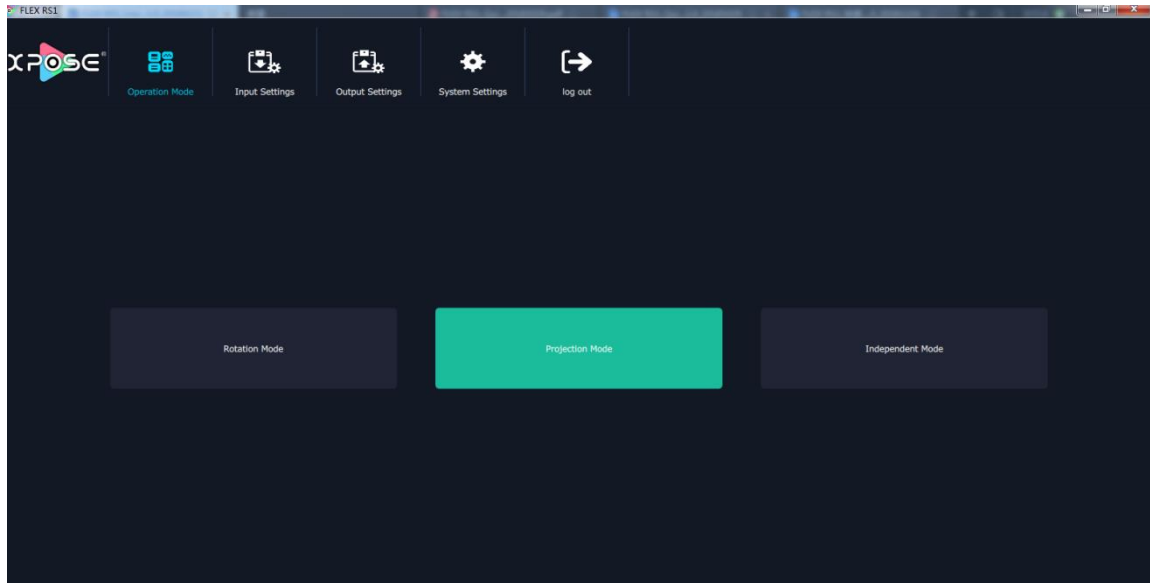 FLEX RS1
XPOSE®
Operation Mode
Input Settings
Output Settings
System Settings
log out
Rotation Mode
Projection Mode
Independent Mode